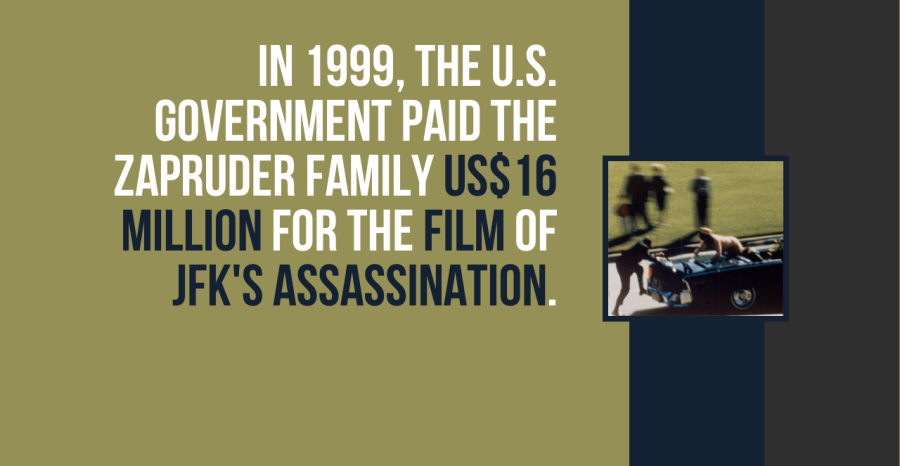 IN 1999, THE U.S.
GOVERNMENT PAID THE
ZAPRUDER FAMILY US$16
MILLION FOR THE FILM OF
JFK'S ASSASSINATION.